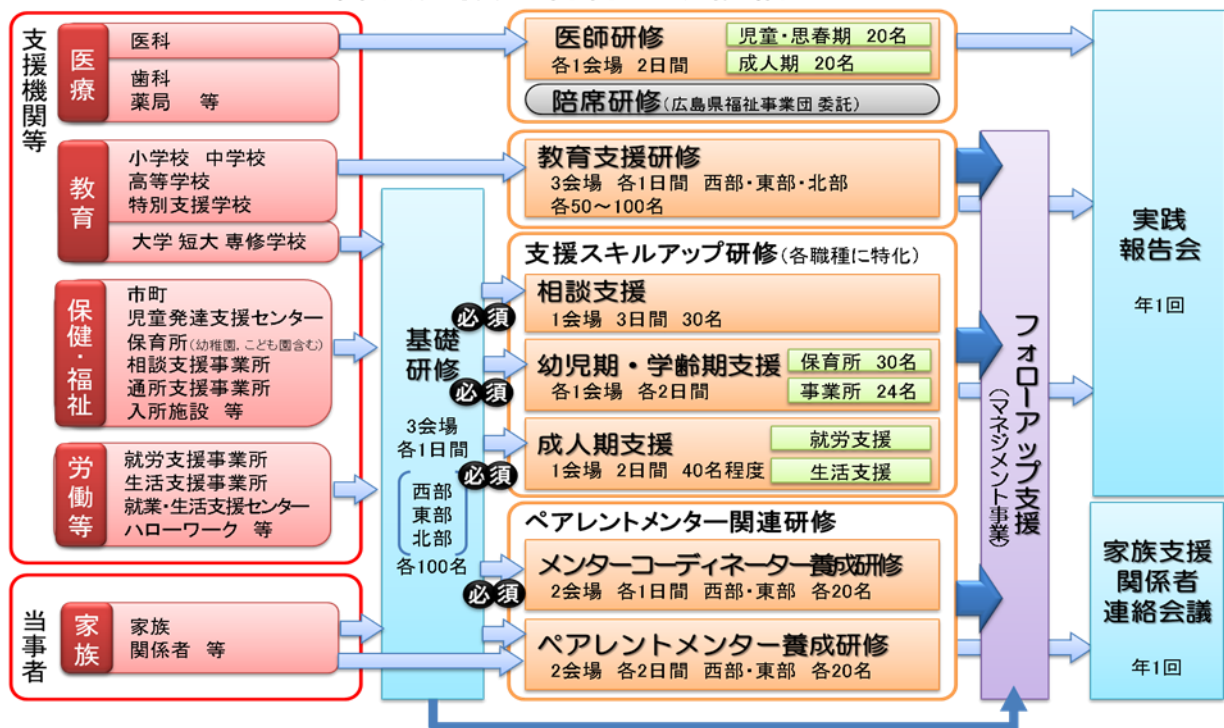 支援機関等
医療
医科
歯科
薬局 等
教育
小学校 中学校
高等学校
特別支援学校
大学 短大 専修学校
保健・福祉
市町
児童発達支援センター
保育所(幼稚園,こども園含む)
相談支援事業所
通所支援事業所
入所施設 等
労働等
就労支援事業所
生活支援事業所
就業・生活支援センター
ハローワーク 等
当事者
家族
家族
関係者 等
基礎
研修
3会場
各1日間
西部
東部
北部
各100名
医師研修
各1会場 2日間
児童・思春期 20名
成人期 20名
陪席研修(広島県福祉事業団 委託)
教育支援研修
3会場 各1日間 西部・東部・北部
各50~100名
支援スキルアップ研修(各職種に特化)
必須
相談支援
1会場 3日間 30名
必須
幼児期・学齢期支援
各1会場 各2日間
保育所 30名
事業所 24名
必須
成人期支援
1会場 2日間 40名程度
就労支援
生活支援
ペアレントメンター関連研修
必須
メンターコーディネーター養成研修
2会場 各1日間 西部・東部 各20名
ペアレントメンター養成研修
2会場 各2日間 西部・東部 各20名
フォローアップ支援
(マネジメント事業)
実践
報告会
年1回
家族支援
関係者
連絡会議
年1回